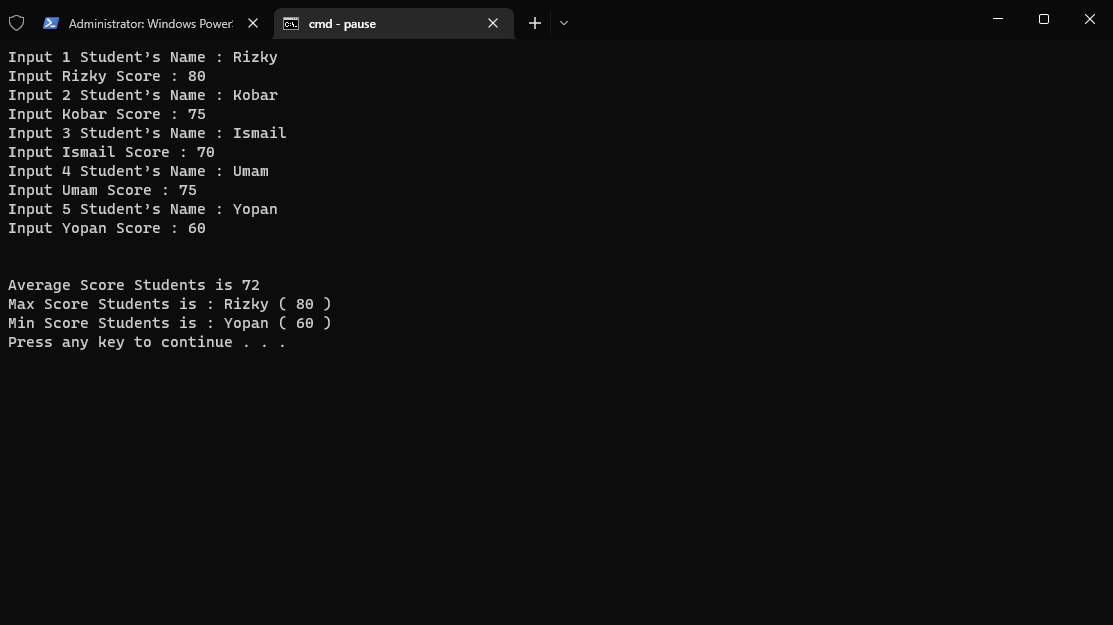 Administrator: Windows Power
cmd - pause
Input 1 Student’s Name : Rizky
Input Rizky Score : 80
Input 2 Student’s Name : Kobar
Input Kobar Score : 75
Input 3 Student’s Name : Ismail
Input Ismail Score : 70
Input 4 Student’s Name : Umam
Input Umam Score : 75
Input 5 Student’s Name : Yopan
Input Yopan Score : 60
Average Score Students is 72
Max Score Students is : Rizky ( 80 )
Min Score Students is : Yopan ( 60 )
Press any key to continue . . .